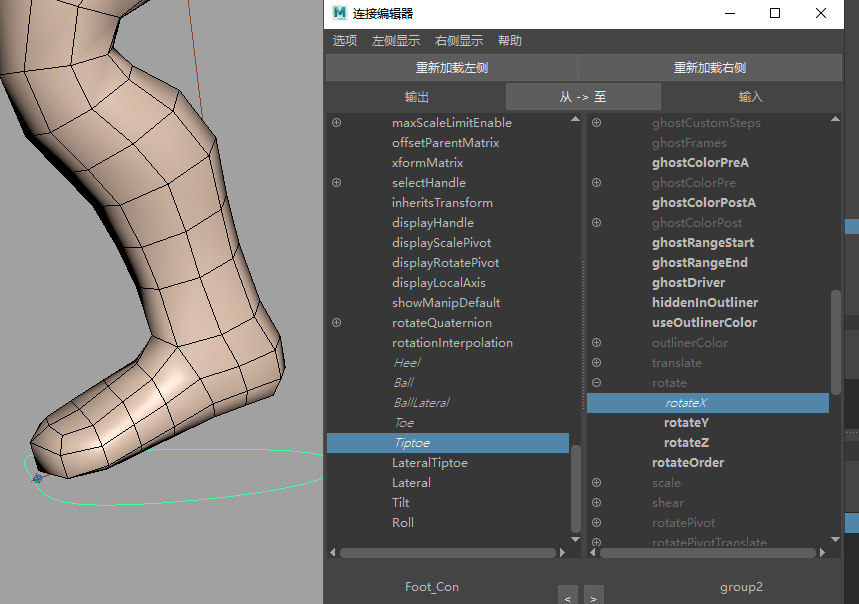 M 连接编辑器
选项 左侧显示 右侧显示 帮助
重新加载左侧 重新加载右侧
输出 从 -> 至 输入
maxScaleLimitEnable ghostCustomSteps
offsetParentMatrix ghostFrames
xformMatrix ghostColorPreA
selectHandle ghostColorPre
inheritsTransform ghostColorPostA
displayHandle ghostColorPost
displayScalePivot ghostRangeStart
displayRotatePivot ghostRangeEnd
displayLocalAxis ghostDriver
showManipDefault hiddenInOutliner
rotateQuaternion useOutlinerColor
rotationInterpolation outlinerColor
Heel translate
Ball rotate
BallLateral rotateX
Toe rotateY
Tiptoe rotateZ
LateralTiptoe rotateOrder
Lateral scale
Tilt shear
Roll rotatePivot
rotatePivotTranslate
Foot_Con < > group2